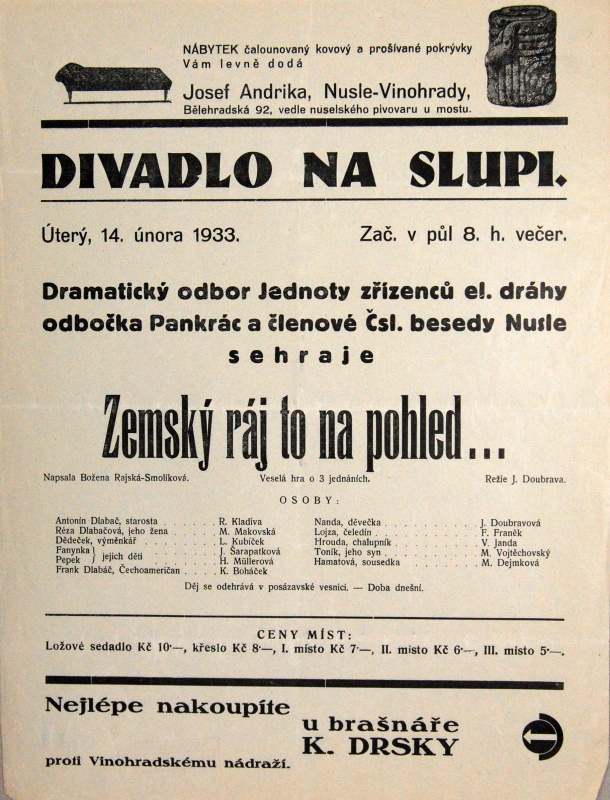 NÁBYTEK čalounovaný kovový a prošívané pokrývky
Vám levně dodá
Josef Andrika, Nusle-Vinohrady,
Bělehradská 92, vedle nuselského pivovaru u mostu.
DIVADLO NA SLUPI.
Úterý, 14. února 1933. Zač. v půl 8. h. večer.
Dramatický odbor Jednoty zřízenců el. dráhy
odbočka Pankrác a členové Čsl. besedy Nusle
sehraje
Zemský ráj to na pohled...
Napsala Božena Rajská-Smolíková. Veselá hra o 3 jednáních. Režie J. Doubrava.
OSOBY:
Antonín Dlabač, starosta . . . . . . R. Kladiva
Réza Dlabačová, jeho žena . . . . M. Makovská
Dědeček, výměnkář . . . . . . . . L. Kubíček
Fanynka } jejich děti . . . . . . J. Šarapatková
Pepek } H. Müllerová
Frank Dlabáč, Čechoameričan . . K. Boháček
Nanda, děvečka . . . . . . . . . J. Doubravová
Lojza, čeledín . . . . . . . . . F. Franěk
Hrouda, chalupník . . . . . . . V. Janda
Toník, jeho syn . . . . . . . . M. Vojtěchovský
Hamatová, sousedka . . . . . . M. Dejmková
Děj se odehrává v posázavské vesnici. — Doba dnešní.
CENY MÍST:
Ložové sedadlo Kč 10·—, křeslo Kč 8·—, I. místo Kč 7·—, II. místo Kč 6·—, III. místo 5·—.
Nejlépe nakoupíte
u brašnáře
K. DRSKY
proti Vinohradskému nádraží.